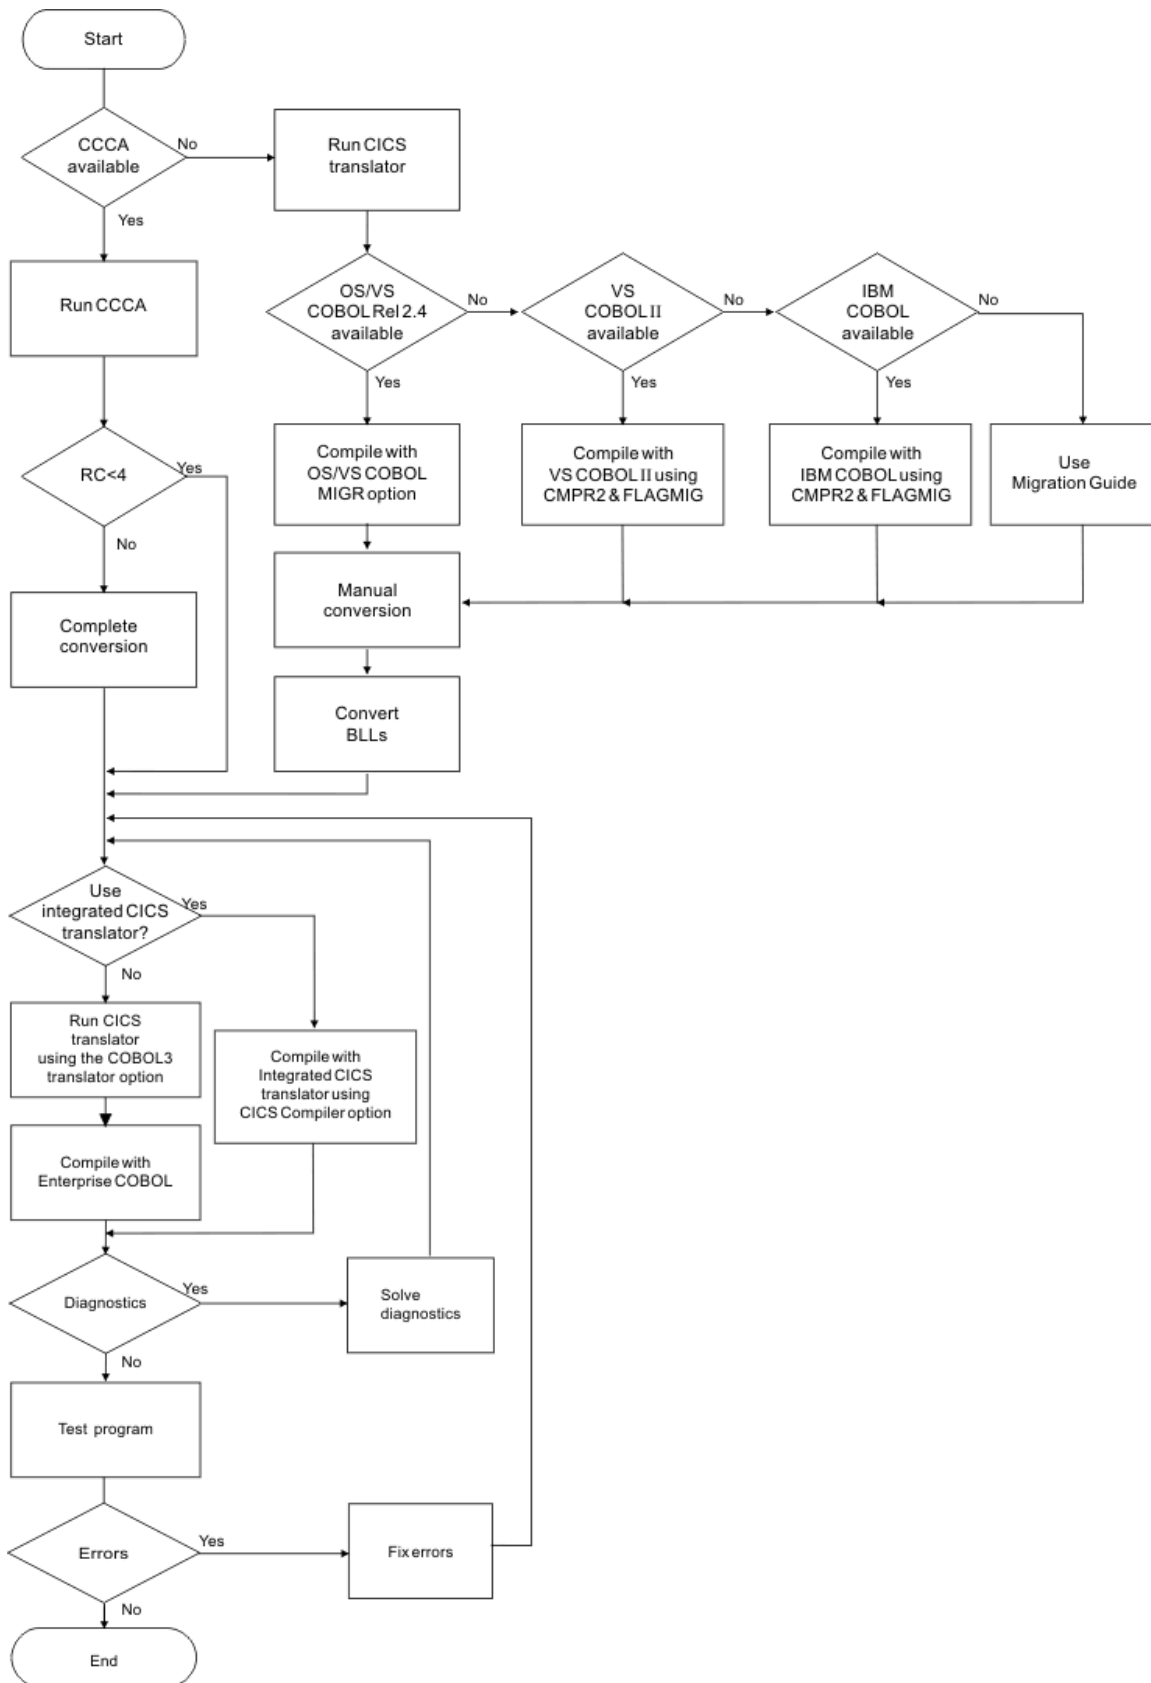 Start
CCCA
available
No
Yes
Run CICS
translator
Run CCCA
OS/VS
COBOL Rel 2.4
available
No
Yes
VS
COBOL II
available
No
Yes
IBM
COBOL
available
No
Yes
RC<4
Yes
No
Compile with
OS/VS COBOL
MIGR option
Compile with
VS COBOL II using
CMPR2 & FLAGMIG
Compile with
IBM COBOL using
CMPR2 & FLAGMIG
Use
Migration Guide
Complete
conversion
Manual
conversion
Convert
BLLs
Use
integrated CICS
translator?
Yes
No
Run CICS
translator
using the COBOL3
translator option
Compile with
Integrated CICS
translator using
CICS Compiler option
Compile with
Enterprise COBOL
Diagnostics
Yes
No
Solve
diagnostics
Test program
Errors
Yes
No
Fix errors
End